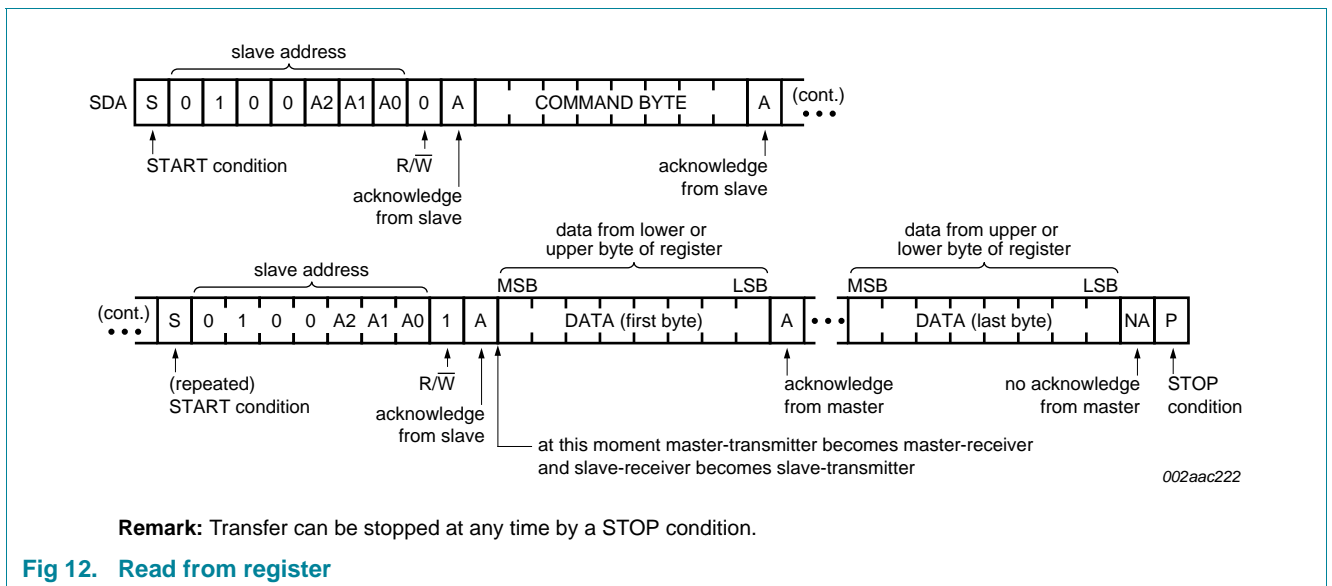 slave address
SDA S 0 1 0 0 A2 A1 A0 0 A COMMAND BYTE A (cont.)
START condition
R/W̅
acknowledge
from slave
acknowledge
from slave
data from lower or
upper byte of register
data from upper or
lower byte of register
slave address
MSB LSB MSB LSB
(cont.) S 0 1 0 0 A2 A1 A0 1 A DATA (first byte) A DATA (last byte) NA P
(repeated)
START condition
R/W̅
acknowledge
from slave
acknowledge
from master
no acknowledge
from master
STOP
condition
at this moment master-transmitter becomes master-receiver
and slave-receiver becomes slave-transmitter
002aac222
Remark: Transfer can be stopped at any time by a STOP condition.
Fig 12. Read from register